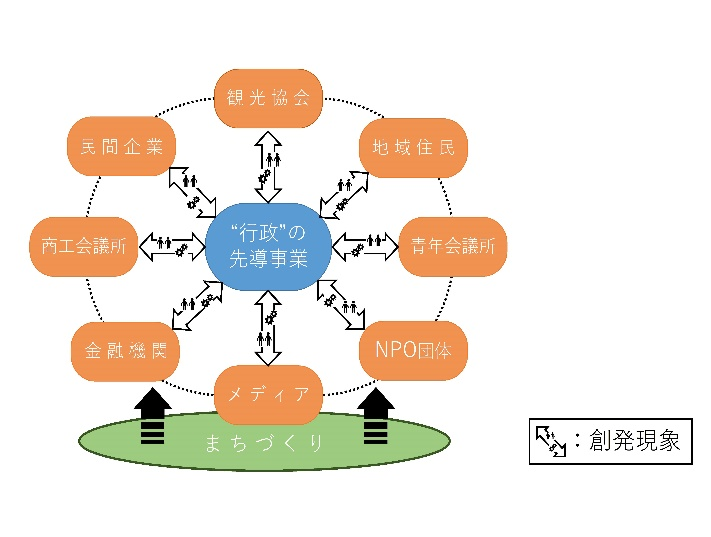 観光協会
民間企業
地域住民
商工会議所
“行政”の
先導事業
青年会議所
金融機関
NPO団体
メディア
まちづくり
：創発現象